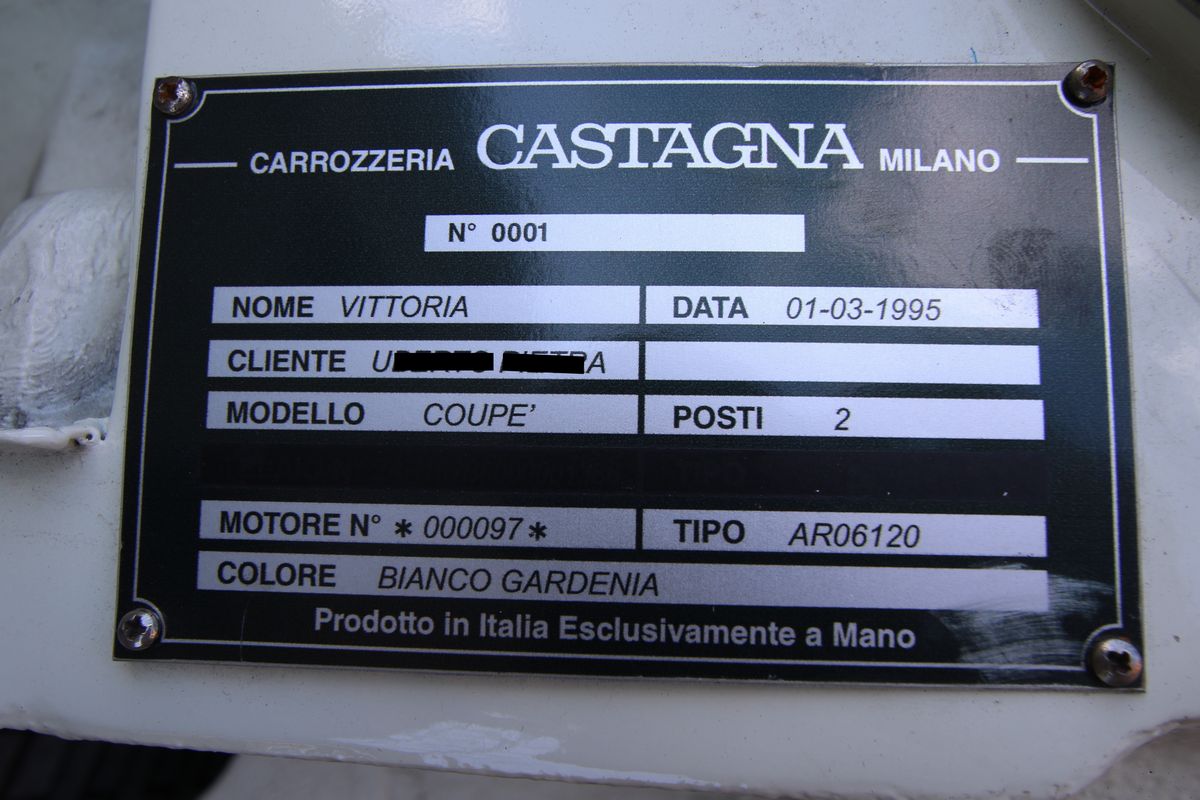 CARROZZERIA CASTAGNA MILANO
N° 0001
NOME VITTORIA DATA 01-03-1995
CLIENTE
MODELLO COUPE' POSTI 2
MOTORE N° *000097* TIPO AR06120
COLORE BIANCO GARDENIA
Prodotto in Italia Esclusivamente a Mano